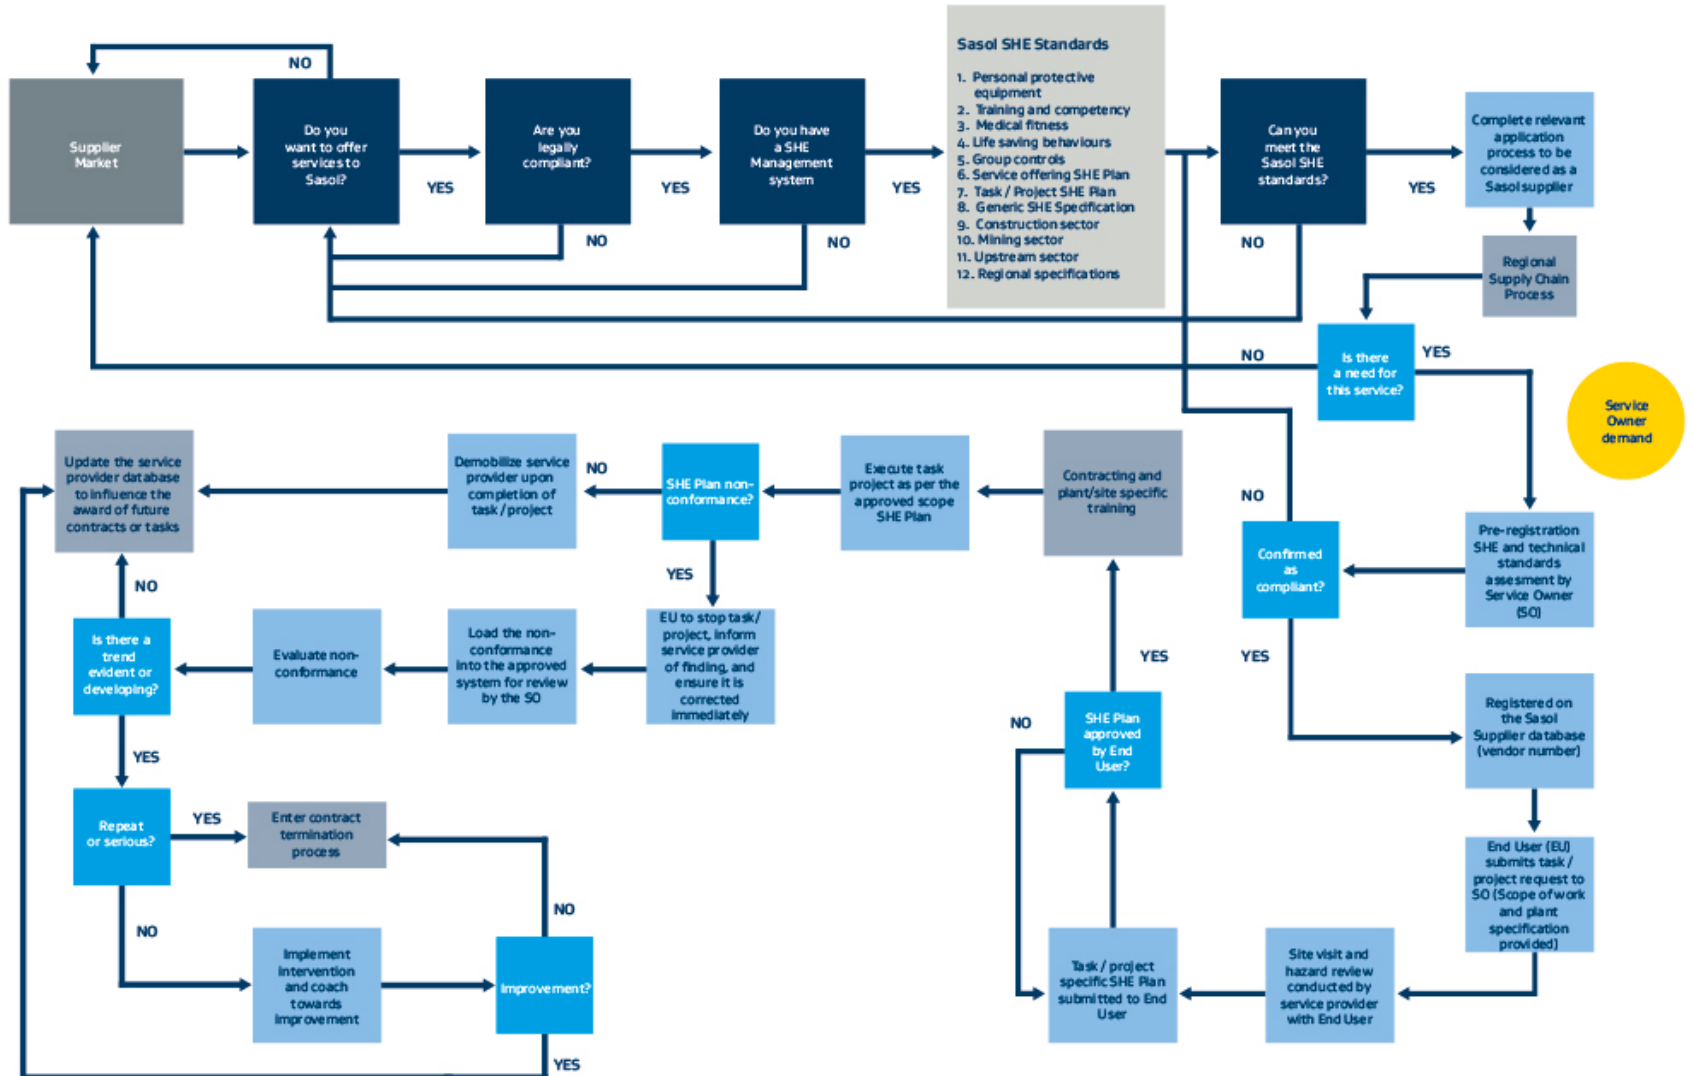 NO
Supplier
Market
Do you
want to offer
services to
Sasol?
YES
Are you
legally
compliant?
NO
YES
Do you have
a SHE
Management
system
NO
YES
Sasol SHE Standards
1. Personal protective
equipment
2. Training and competency
3. Medical fitness
4. Life saving behaviours
5. Group controls
6. Service offering SHE Plan
7. Task / Project SHE Plan
8. Generic SHE Specification
9. Construction sector
10. Mining sector
11. Upstream sector
12. Regional specifications
Can you
meet the
Sasol SHE
standards?
NO
YES
Complete relevant
application
process to be
considered as a
Sasol supplier
Regional
Supply Chain
Process
NO
Is there
a need for
this service?
YES
Service
Owner
demand
Pre-registration
SHE and technical
standards
assesment by
Service Owner
(SO)
NO
Confirmed
as
compliant?
YES
Registered on
the Sasol
Supplier database
(vendor number)
End User (EU)
submits task /
project request to
SO (Scope of work
and plant
specification
provided)
Site visit and
hazard review
conducted by
service provider
with End User
Task / project
specific SHE Plan
submitted to End
User
NO
SHE Plan
approved
by End
User?
YES
Contracting and
plant/site specific
training
Execute task
project as per the
approved scope
SHE Plan
SHE Plan non-
conformance?
NO
Demobilize service
provider upon
completion of
task / project
Update the service
provider database
to influence the
award of future
contracts or tasks
YES
EU to stop task/
project, inform
service provider
of finding, and
ensure it is
corrected
immediately
Load the non-
conformance
into the approved
system for review
by the SO
Evaluate non-
conformance
NO
Is there a
trend
evident or
developing?
YES
Repeat
or serious?
YES
Enter contract
termination
process
NO
Implement
intervention
and coach
towards
improvement
NO
Improvement?
YES